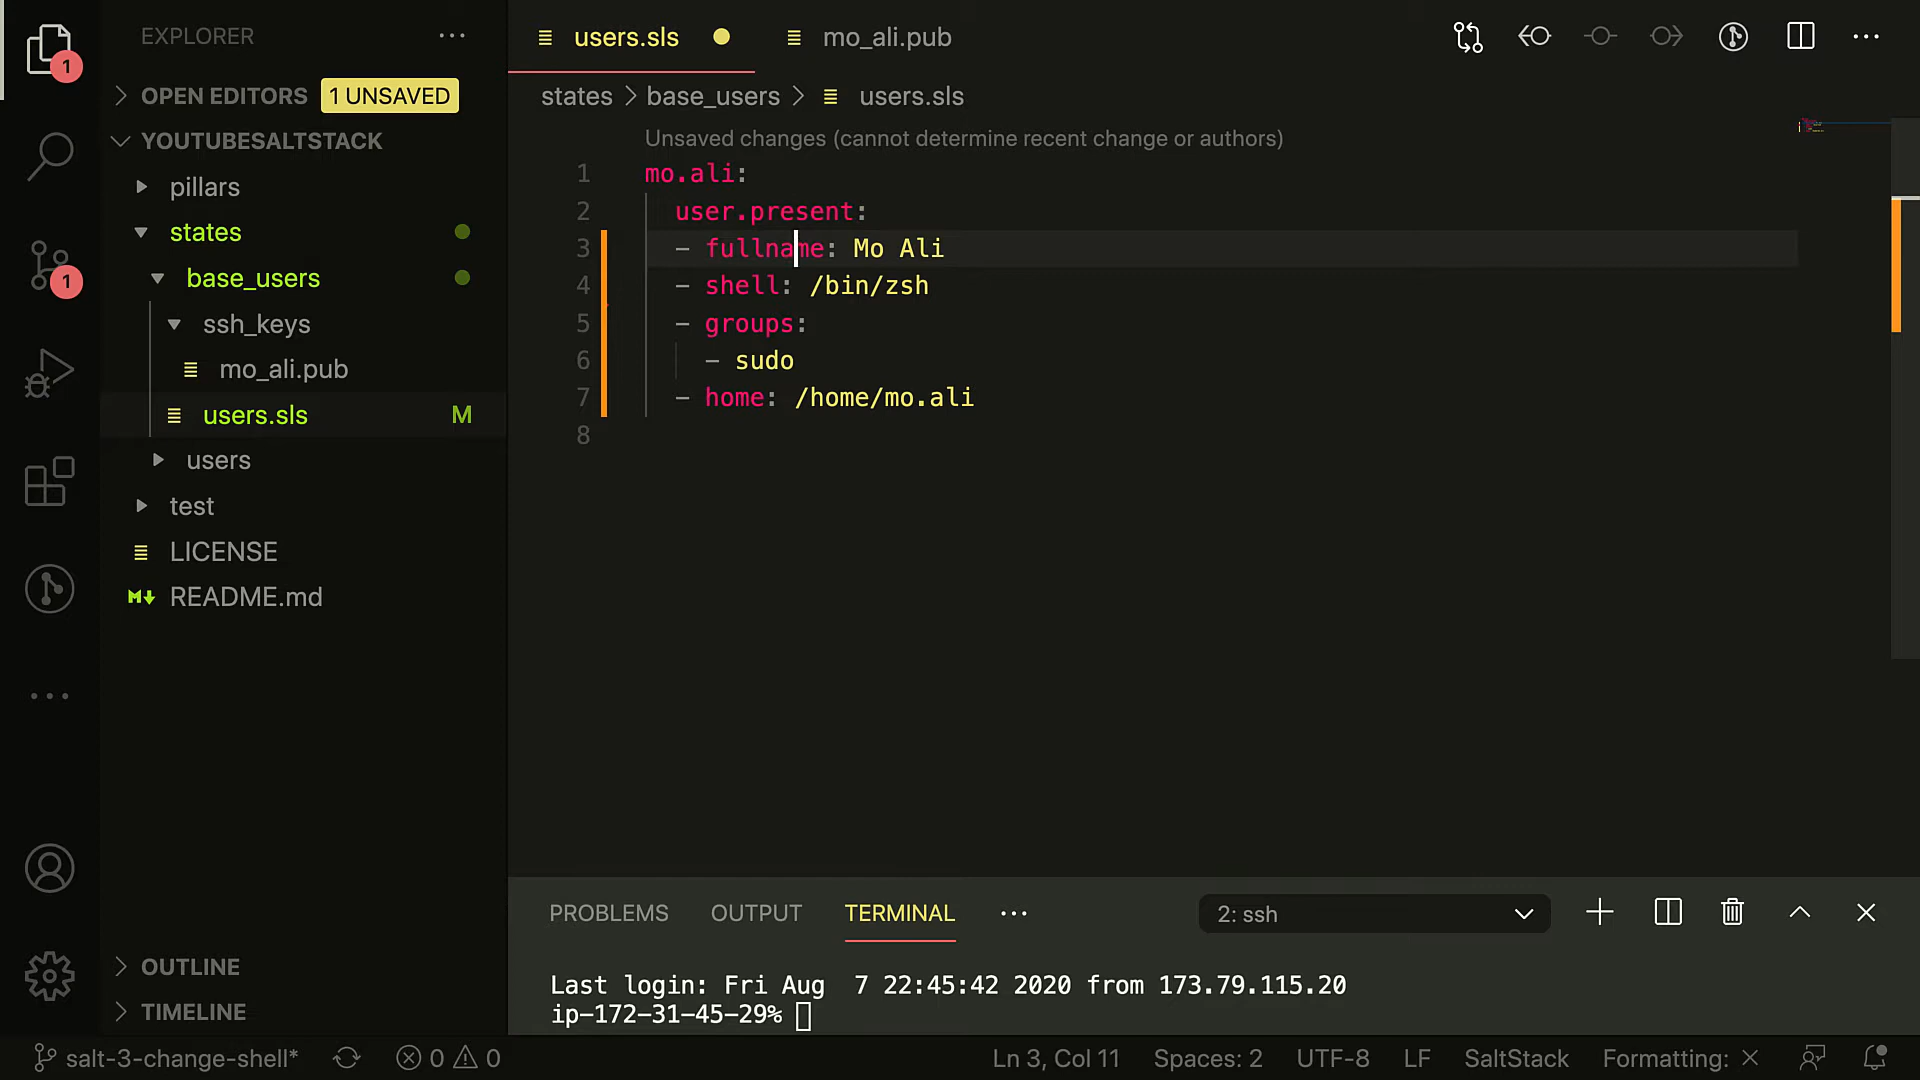 EXPLORER
OPEN EDITORS 1 UNSAVED
YOUTUBESALTSTACK
pillars
states
base_users
ssh_keys
mo_ali.pub
users.sls M
users
test
LICENSE
README.md
OUTLINE
TIMELINE
1
1
users.sls
mo_ali.pub
states > base_users > users.sls
Unsaved changes (cannot determine recent change or authors)
1 mo.ali:
2 user.present:
3 - fullname: Mo Ali
4 - shell: /bin/zsh
5 - groups:
6 - sudo
7 - home: /home/mo.ali
8
PROBLEMS OUTPUT TERMINAL ... 2: ssh
Last login: Fri Aug  7 22:45:42 2020 from 173.79.115.20
ip-172-31-45-29%
salt-3-change-shell* 0 0 Ln 3, Col 11 Spaces: 2 UTF-8 LF SaltStack Formatting: ×